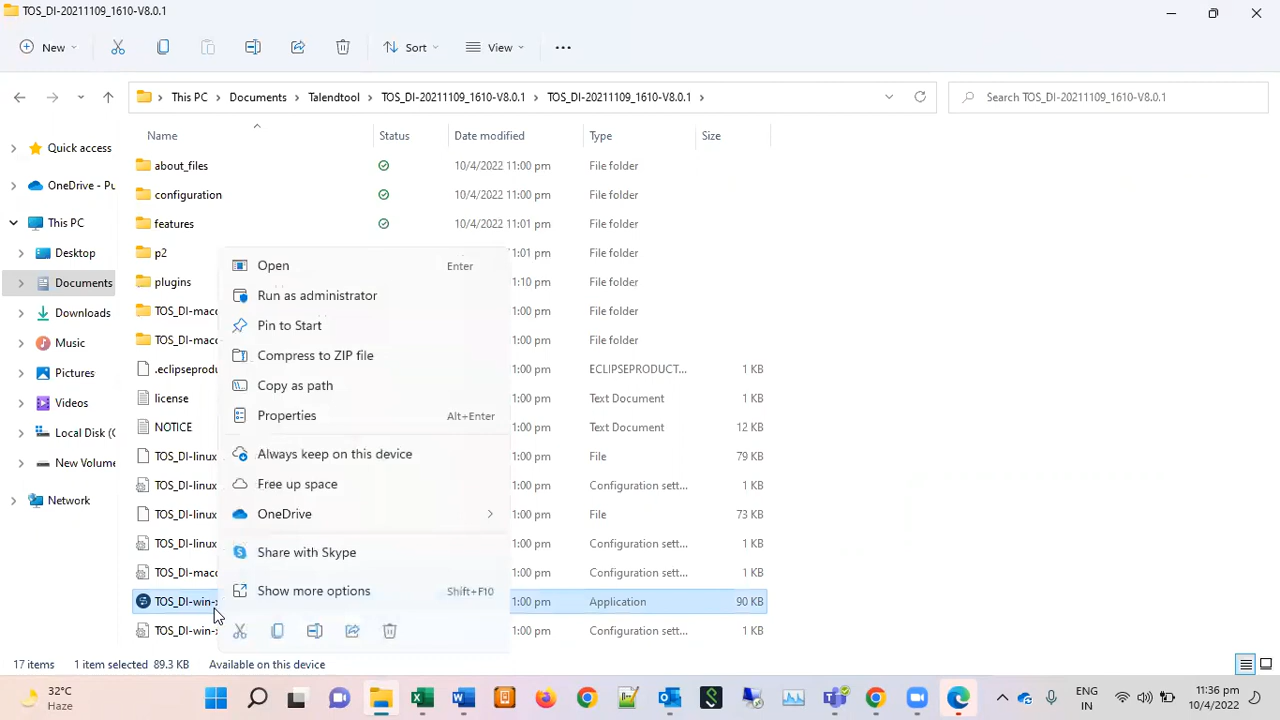 TOS_DI-20211109_1610-V8.0.1
New
Sort
View
This PC > Documents > Talendtool > TOS_DI-20211109_1610-V8.0.1 > TOS_DI-20211109_1610-V8.0.1 >
Search TOS_DI-20211109_1610-V8.0.1
Name Status Date modified Type Size
Quick access
OneDrive - Pu
This PC
Desktop
Documents
Downloads
Music
Pictures
Videos
Local Disk (
New Volume
Network
about_files 10/4/2022 11:00 pm File folder
configuration 10/4/2022 11:00 pm File folder
features 10/4/2022 11:01 pm File folder
p2 1:01 pm File folder
plugins 1:10 pm File folder
TOS_DI-maco 1:00 pm File folder
TOS_DI-maco 1:00 pm File folder
.eclipseprodu 1:00 pm ECLIPSEPRODUCT... 1 KB
license 1:00 pm Text Document 1 KB
NOTICE 1:00 pm Text Document 12 KB
TOS_DI-linux 1:00 pm File 79 KB
TOS_DI-linux 1:00 pm Configuration sett... 1 KB
TOS_DI-linux 1:00 pm File 73 KB
TOS_DI-linux 1:00 pm Configuration sett... 1 KB
TOS_DI-maco 1:00 pm Configuration sett... 1 KB
TOS_DI-win-x 1:00 pm Application 90 KB
TOS_DI-win-x 1:00 pm Configuration sett... 1 KB
Open Enter
Run as administrator
Pin to Start
Compress to ZIP file
Copy as path
Properties Alt+Enter
Always keep on this device
Free up space
OneDrive
Share with Skype
Show more options Shift+F10
17 items 1 item selected 89.3 KB Available on this device
32°C
Haze
ENG
IN
11:36 pm
10/4/2022